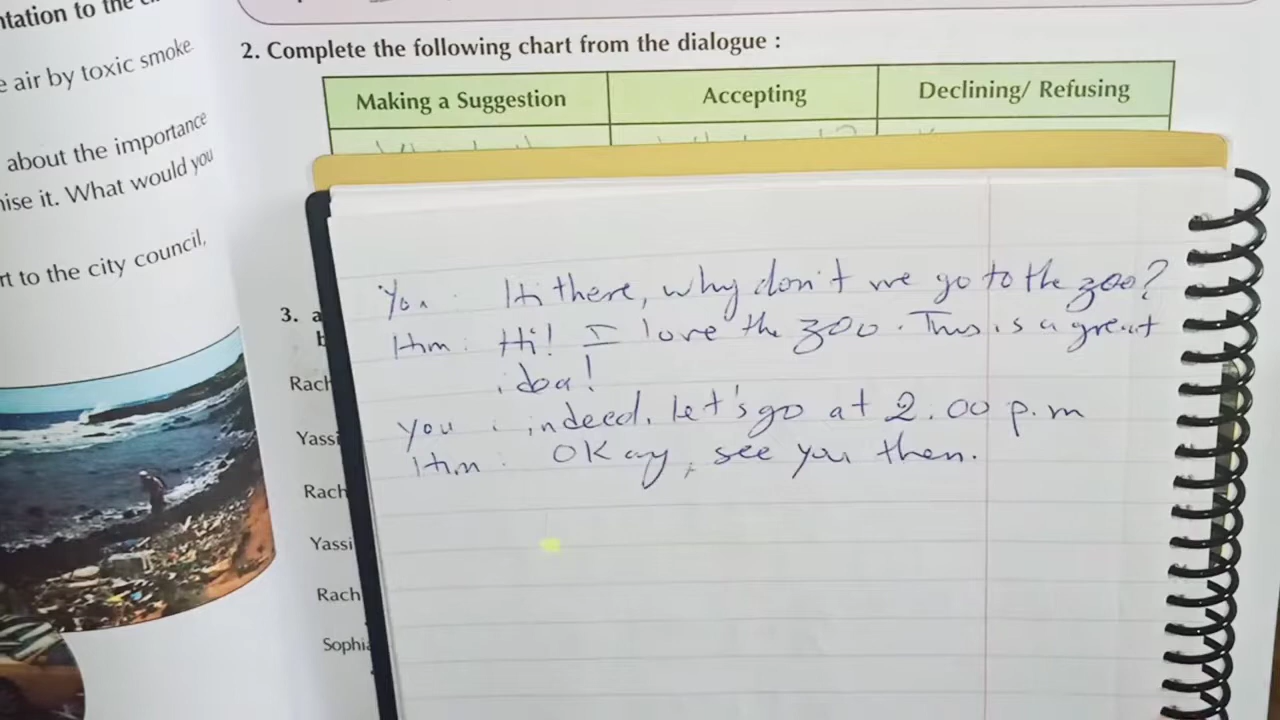 ntation to the
e air by toxic smoke
about the importance
nise it. What would you
rt to the city council,
2. Complete the following chart from the dialogue :
Making a Suggestion
Accepting
Declining/ Refusing
3. a
Rach
Yassi
Rach
Yassi
Rach
Sophia
You : Hi there, why don't we go to the zoo?
Him : Hi! I love the zoo. This is a great
idea!
You : indeed. Let's go at 2.00 p.m
Him : OKay, see you then.